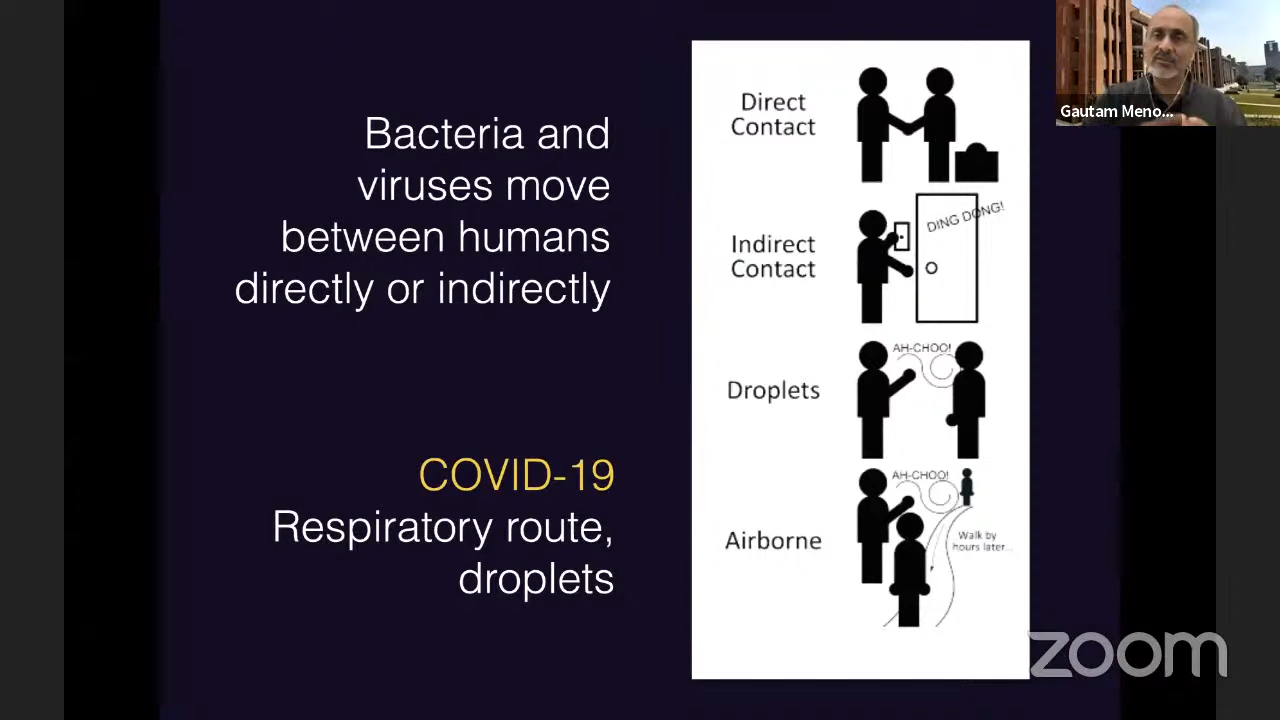 Bacteria and
viruses move
between humans
directly or indirectly
COVID-19
Respiratory route,
droplets
Direct
Contact
Indirect
Contact
DING DONG!
Droplets
AH-CHOO!
Airborne
AH-CHOO!
Walk by
hours later...
Gautam Meno...
zoom